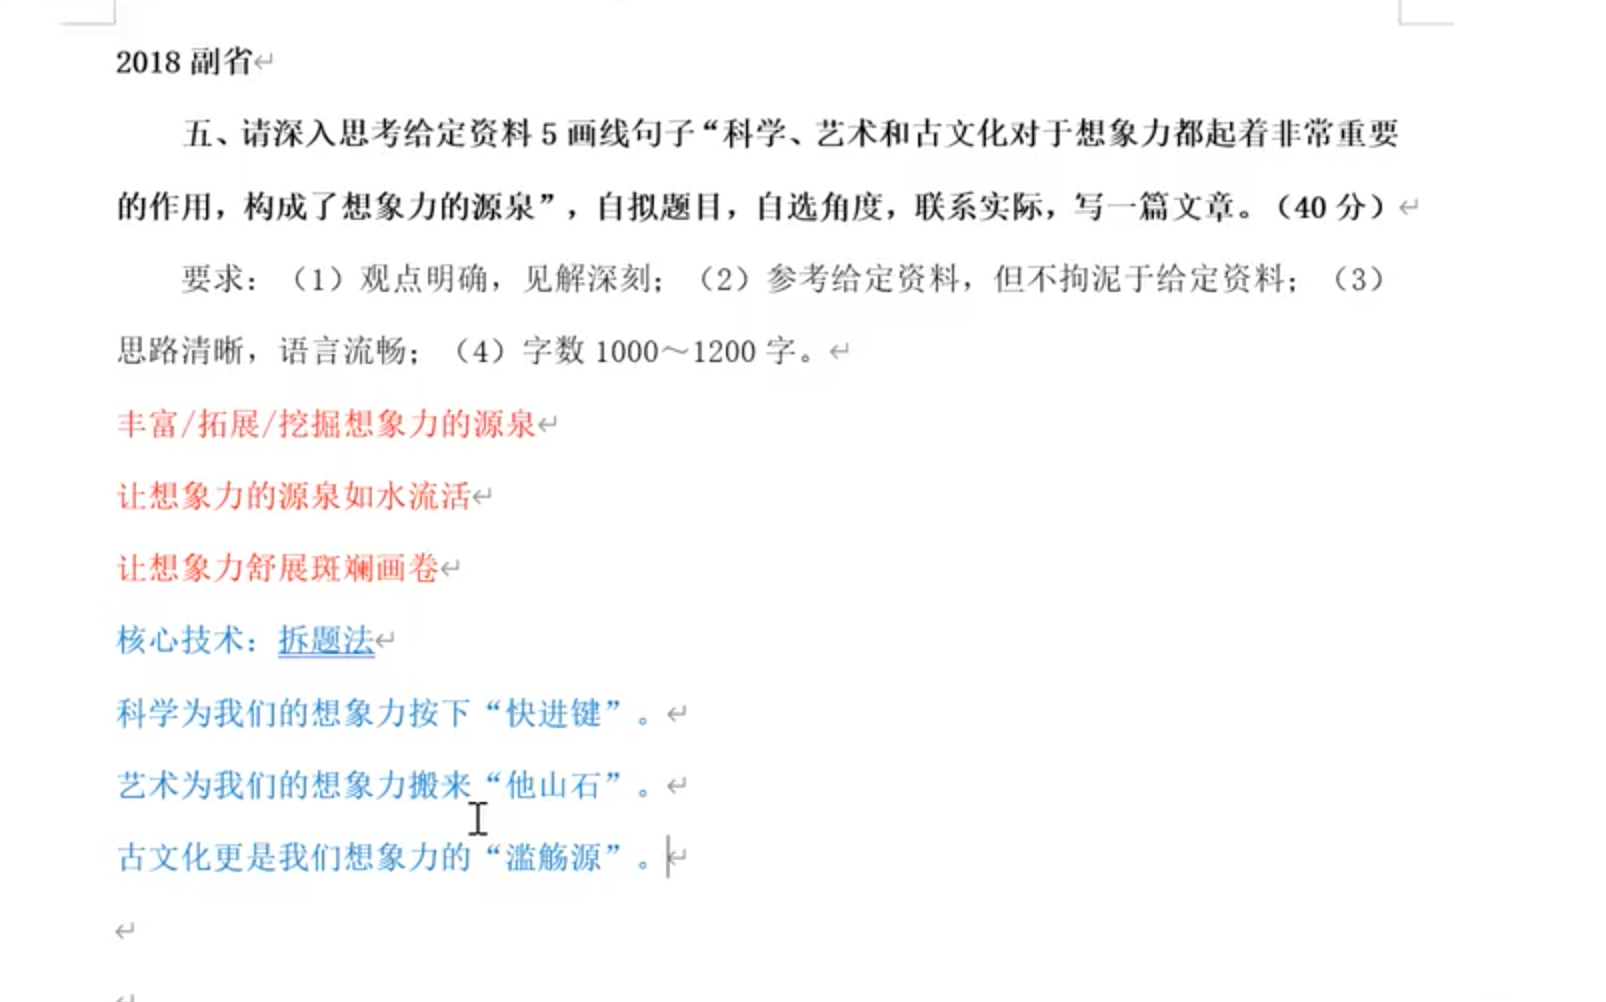 2018 副省
五、请深入思考给定资料 5 画线句子“科学、艺术和古文化对于想象力都起着非常重要
的作用，构成了想象力的源泉”，自拟题目，自选角度，联系实际，写一篇文章。（40 分）
要求：（1）观点明确，见解深刻；（2）参考给定资料，但不拘泥于给定资料；（3）
思路清晰，语言流畅；（4）字数 1000～1200 字。
丰富/拓展/挖掘想象力的源泉
让想象力的源泉如水流活
让想象力舒展斑斓画卷
核心技术：拆题法
科学为我们的想象力按下“快进键”。
艺术为我们的想象力搬来“他山石”。
古文化更是我们想象力的“滥觞源”。